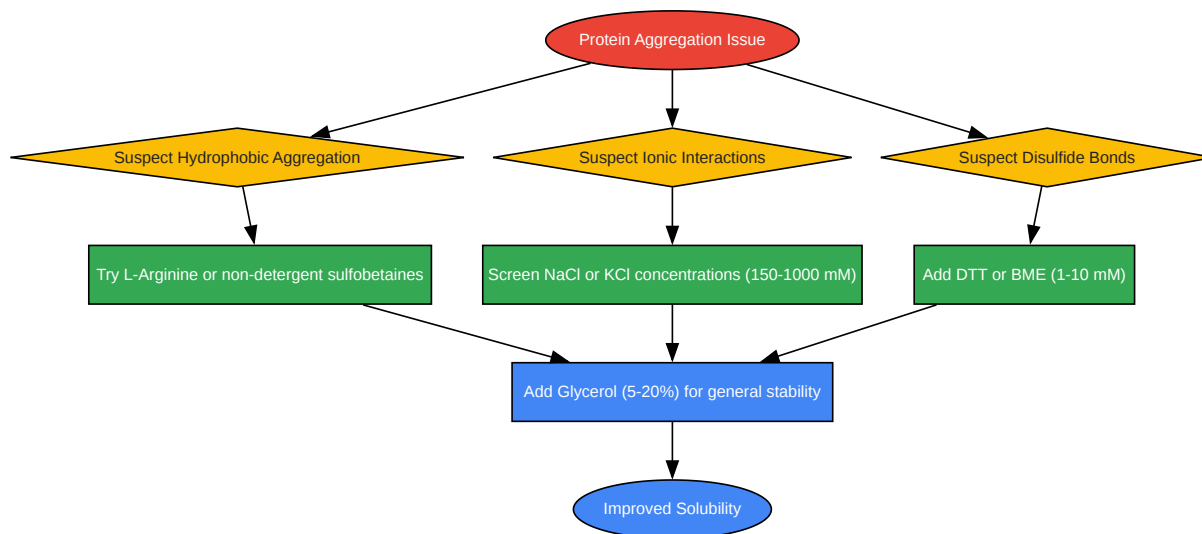 Protein Aggregation Issue
Suspect Hydrophobic Aggregation
Suspect Ionic Interactions
Suspect Disulfide Bonds
Try L-Arginine or non-detergent sulfobetaines
Screen NaCl or KCl concentrations (150-1000 mM)
Add DTT or BME (1-10 mM)
Add Glycerol (5-20%) for general stability
Improved Solubility